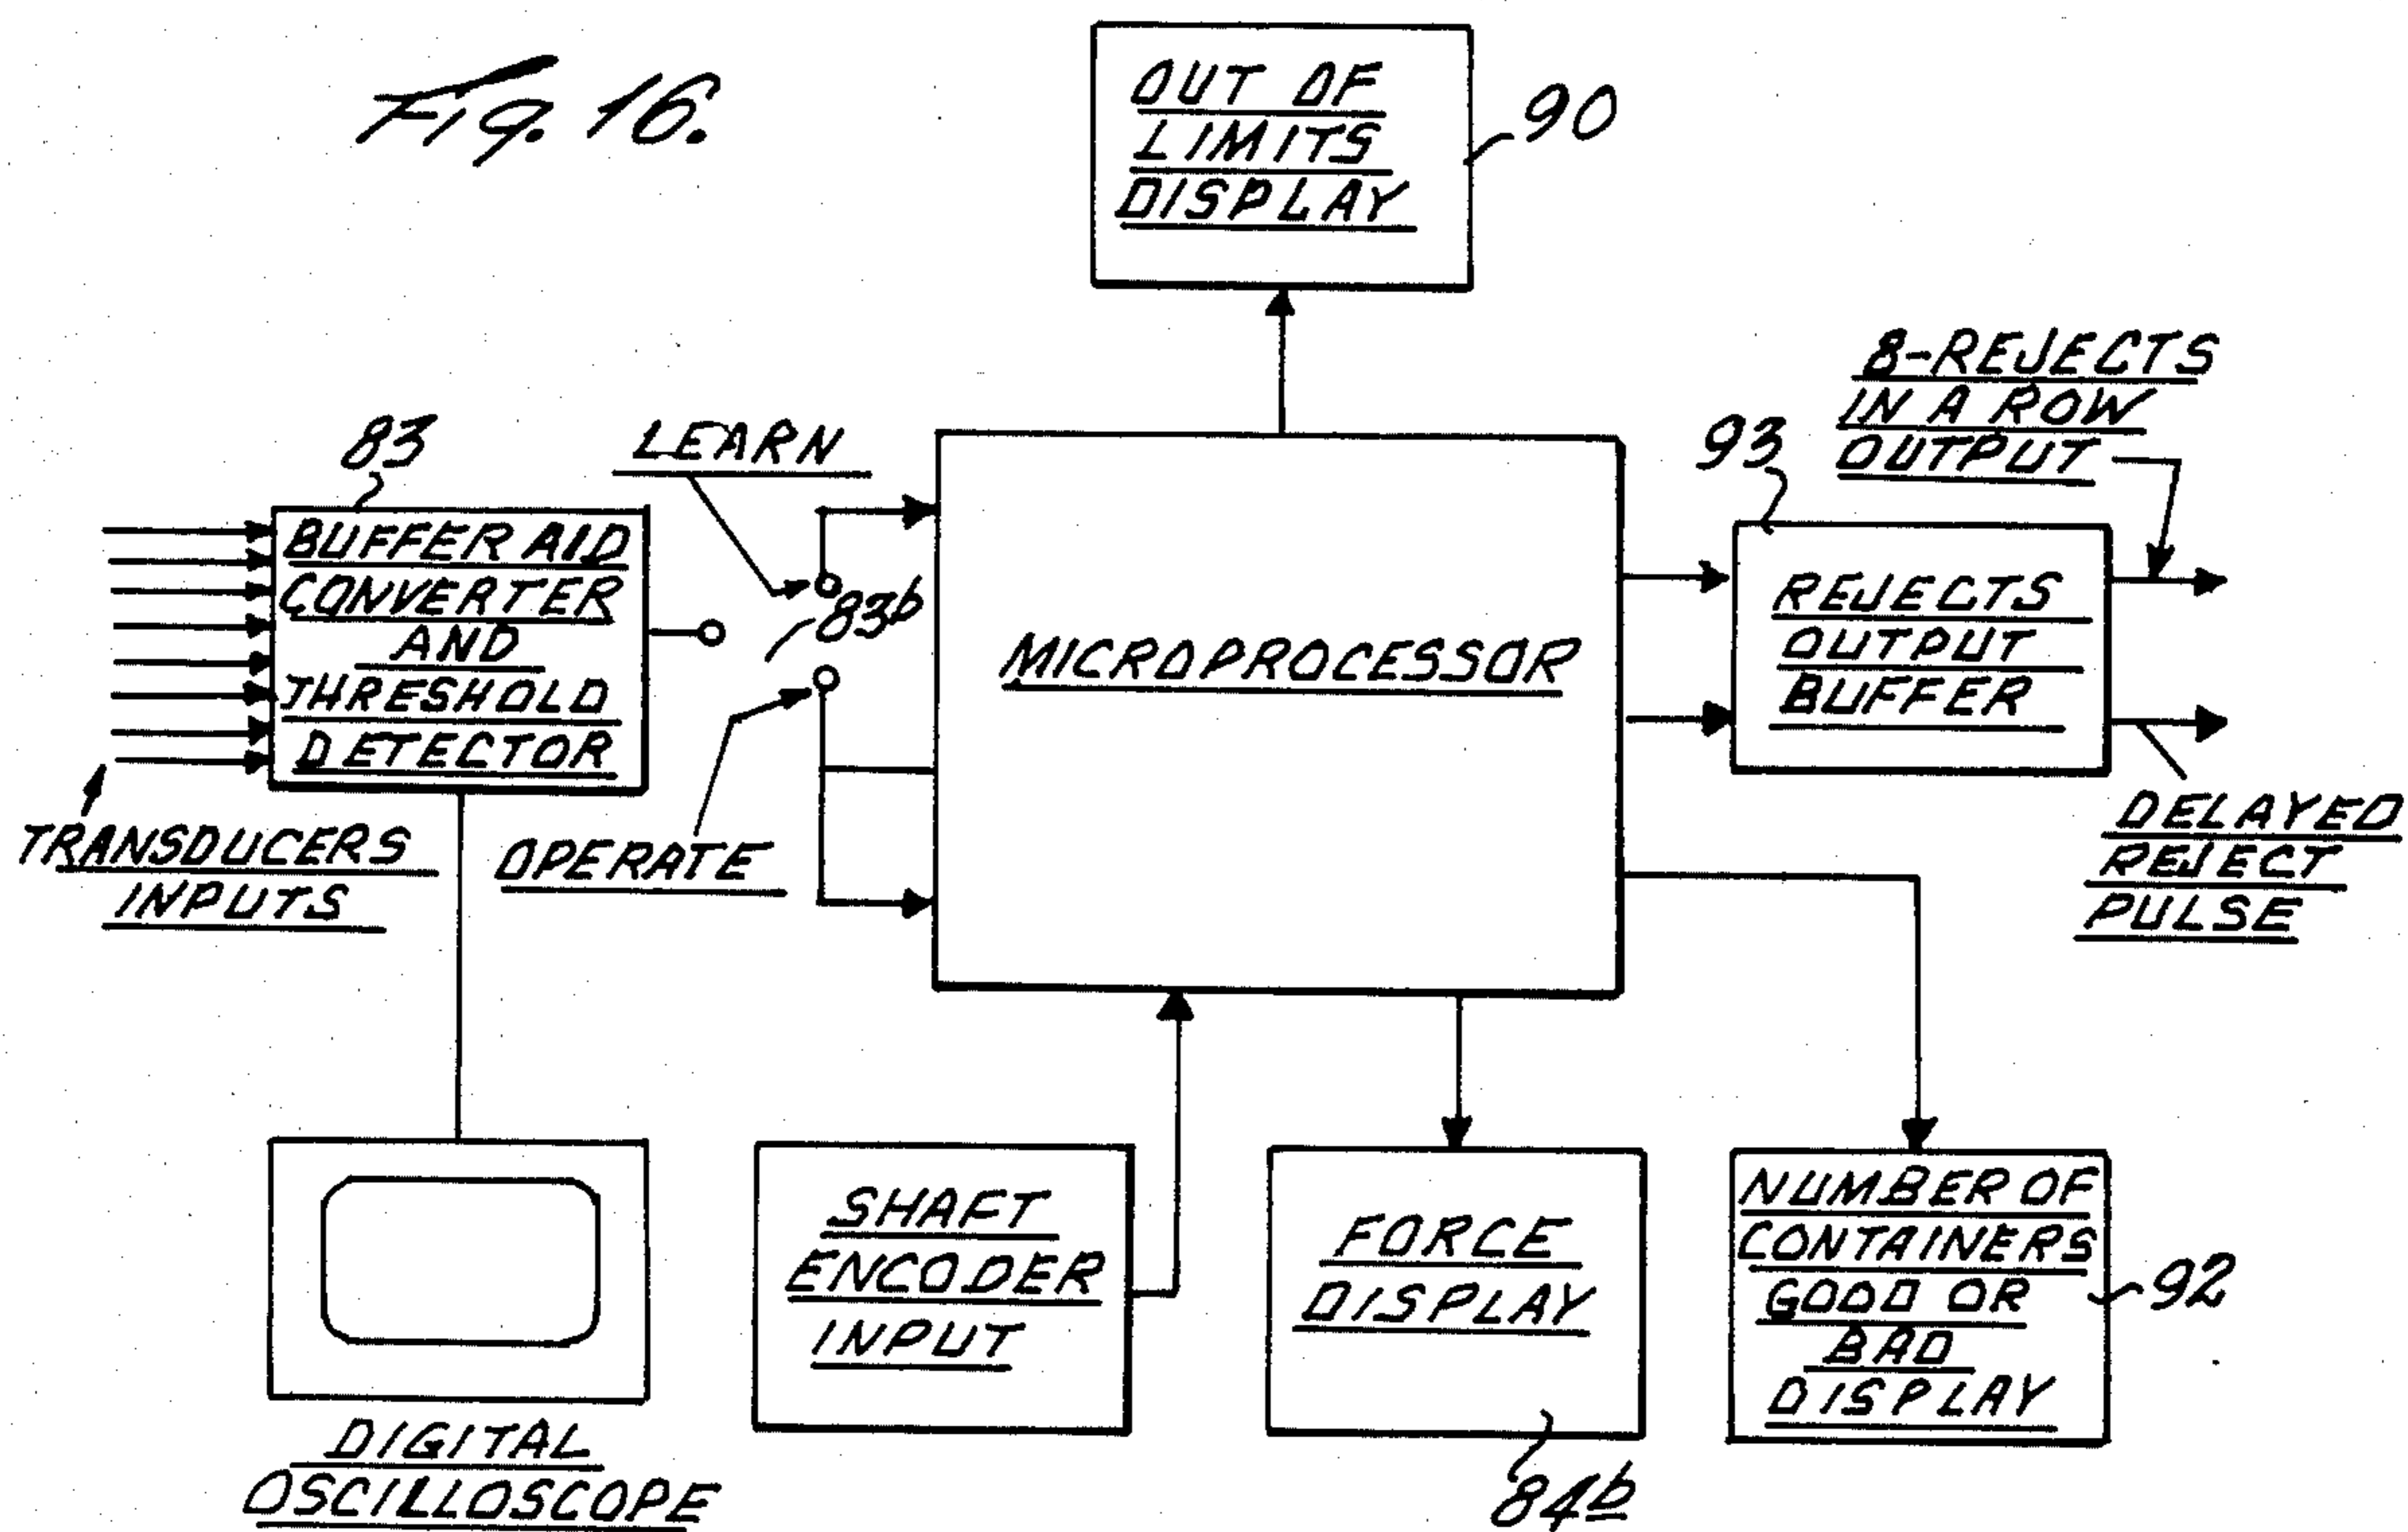 Fig. 16.
OUT OF
LIMITS
DISPLAY
90
8-REJECTS
IN A ROW
OUTPUT
93
83
LEARN
BUFFER A/D
CONVERTER
AND
THRESHOLD
DETECTOR
83b
MICROPROCESSOR
REJECTS
OUTPUT
BUFFER
TRANSDUCERS
INPUTS
OPERATE
DELAYED
REJECT
PULSE
DIGITAL
OSCILLOSCOPE
SHAFT
ENCODER
INPUT
FORCE
DISPLAY
84b
NUMBER OF
CONTAINERS
GOOD OR
BAD
DISPLAY
92